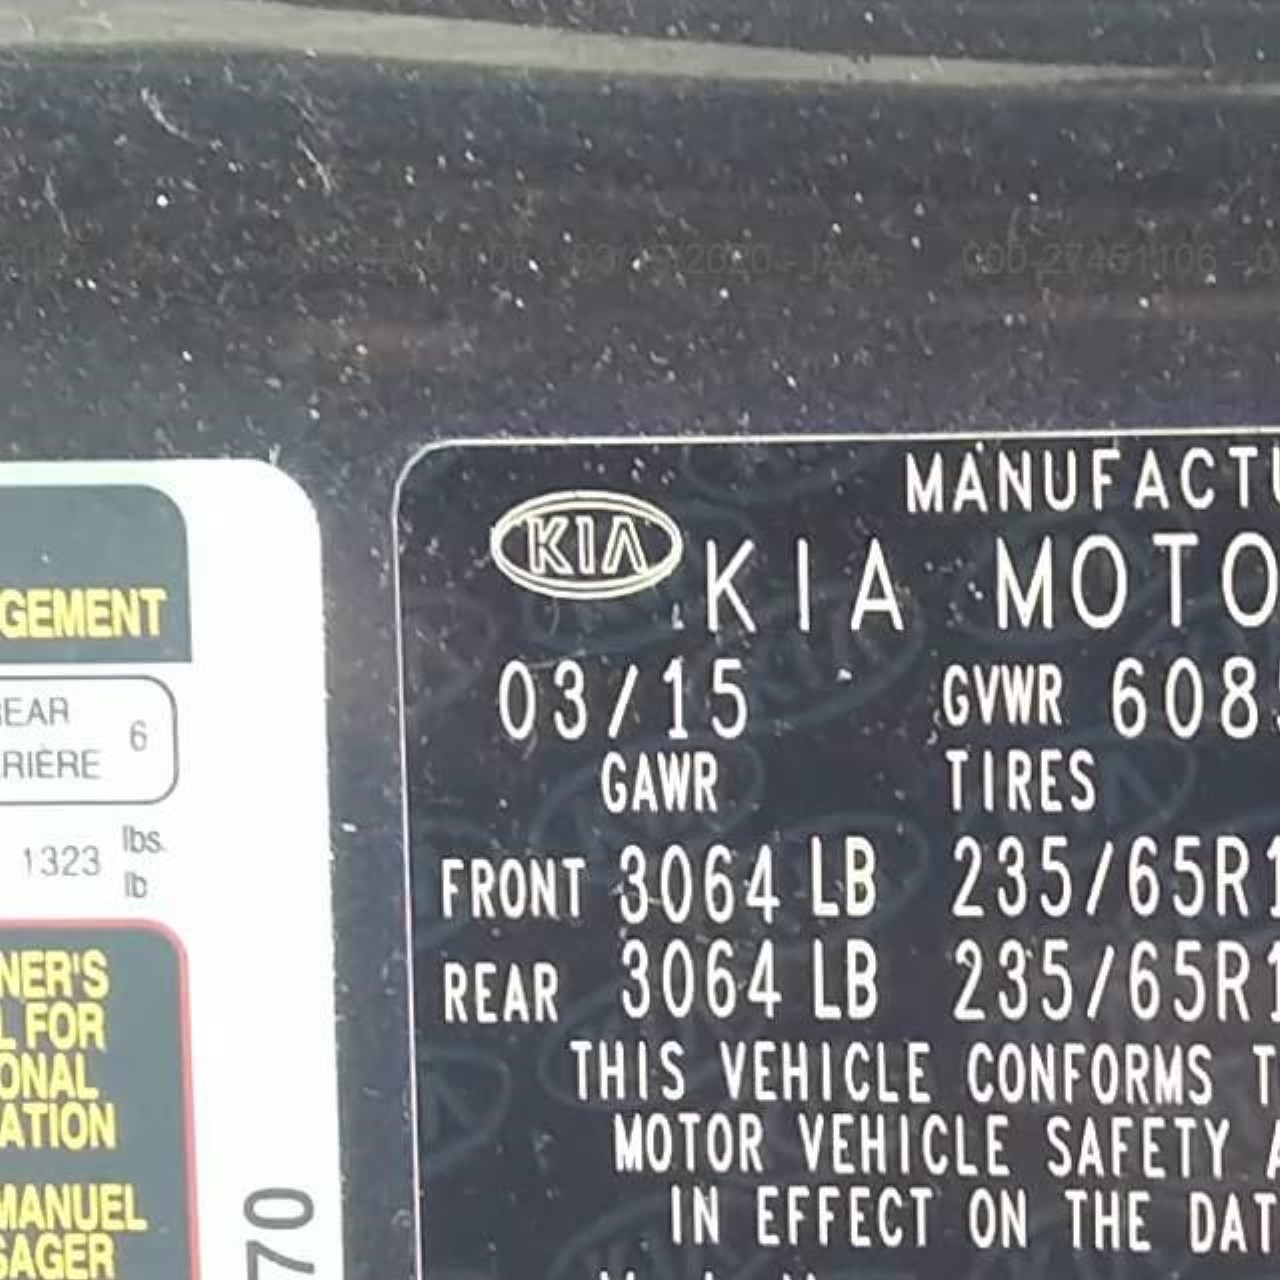 000-27461106
MANUFACTU
KIA
KIA MOTO
GEMENT
03/15 GVWR 608
EAR 6
RIÈRE
GAWR TIRES
1323 lbs.
lb
FRONT 3064 LB 235/65R1
REAR 3064 LB 235/65R1
NER'S
L FOR
ONAL
ATION
THIS VEHICLE CONFORMS T
MOTOR VEHICLE SAFETY A
IN EFFECT ON THE DAT
MANUEL
SAGER
70